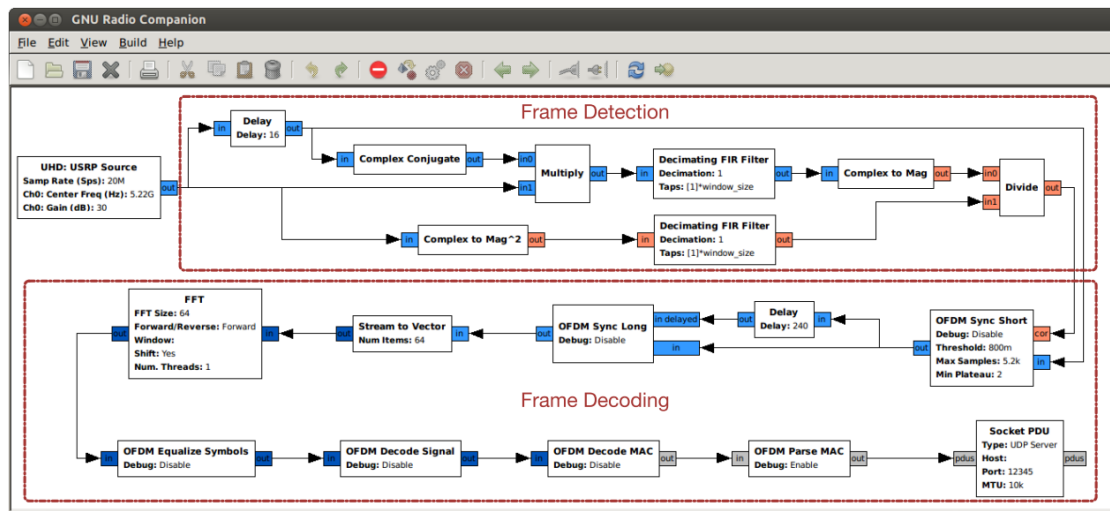 GNU Radio Companion
File Edit View Build Help
Frame Detection
Delay
in
Delay: 16
out
UHD: USRP Source
Samp Rate (Sps): 20M
Ch0: Center Freq (Hz): 5.22G
Ch0: Gain (dB): 30
out
in
Complex Conjugate
out
in0
in1
Multiply
out
in
Decimating FIR Filter
Decimation: 1
Taps: [1]*window_size
out
in
Complex to Mag
out
in0
in1
Divide
out
in
Complex to Mag^2
out
in
Decimating FIR Filter
Decimation: 1
Taps: [1]*window_size
out
FFT
FFT Size: 64
Forward/Reverse: Forward
Window:
Shift: Yes
Num. Threads: 1
out
in
Stream to Vector
Num Items: 64
out
in
OFDM Sync Long
Debug: Disable
out
in delayed
in
Delay
Delay: 240
out
in
OFDM Sync Short
Debug: Disable
Threshold: 800m
Max Samples: 5.2k
Min Plateau: 2
out
cor
in
Frame Decoding
in
OFDM Equalize Symbols
Debug: Disable
out
in
OFDM Decode Signal
Debug: Disable
out
in
OFDM Decode MAC
Debug: Disable
out
in
OFDM Parse MAC
Debug: Enable
out
pdus
Socket PDU
Type: UDP Server
Host:
Port: 12345
MTU: 10k
pdus